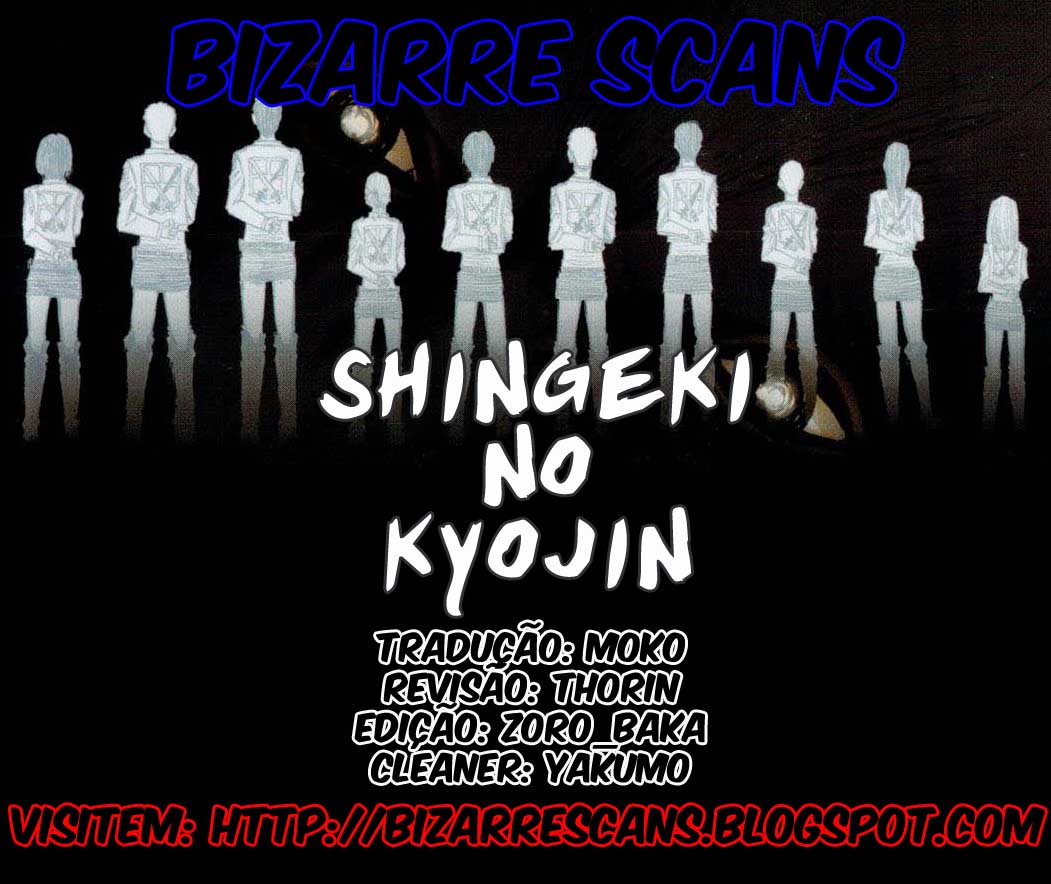 BIZARRE SCANS
SHINGEKI
NO
KYOJIN
TRADUÇÃO: MOKO
REVISÃO: THORIN
EDIÇÃO: ZORO_BAKA
CLEANER: YAKUMO
VISITEM: HTTP://BIZARRESCANS.BLOGSPOT.COM